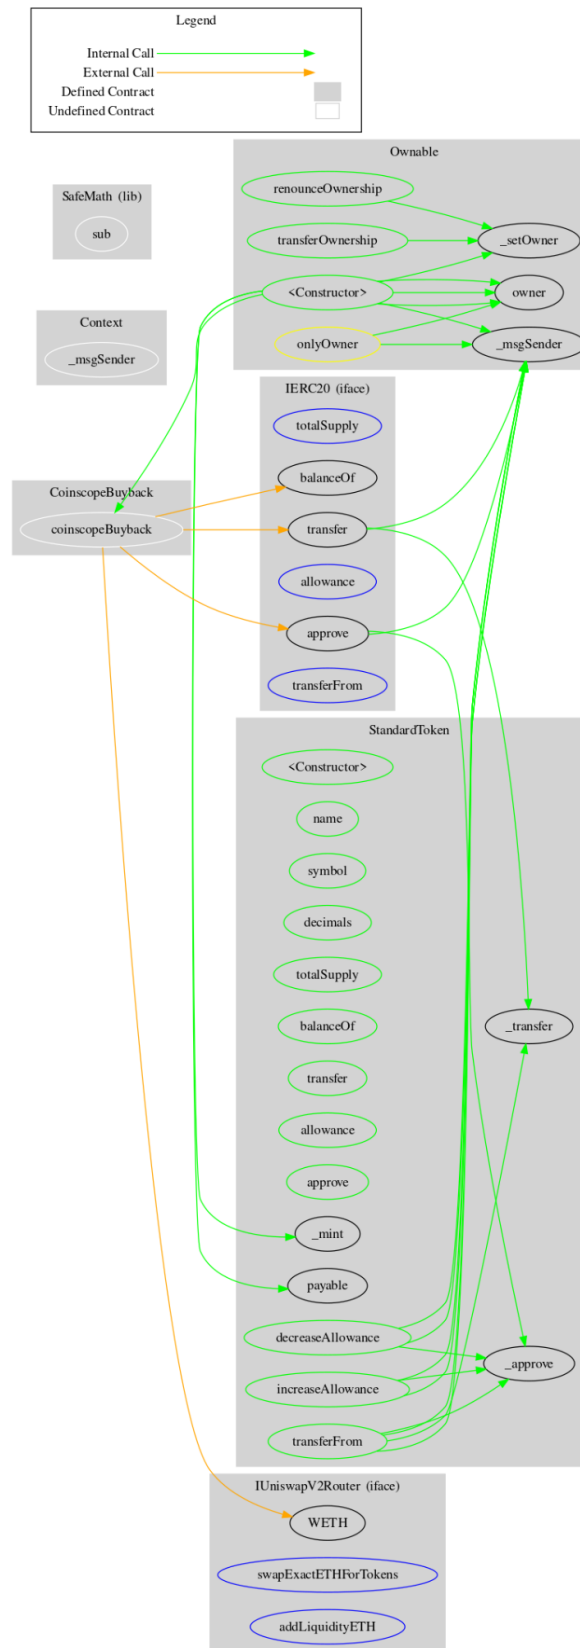 Legend
Internal Call
External Call
Defined Contract
Undefined Contract
Ownable
renounceOwnership
transferOwnership
_setOwner
<Constructor>
owner
onlyOwner
_msgSender
SafeMath (lib)
sub
Context
_msgSender
IERC20 (iface)
totalSupply
balanceOf
transfer
allowance
approve
transferFrom
CoinscopeBuyback
coinscopeBuyback
StandardToken
<Constructor>
name
symbol
decimals
totalSupply
balanceOf
_transfer
transfer
allowance
approve
_mint
payable
decreaseAllowance
_approve
increaseAllowance
transferFrom
IUniswapV2Router (iface)
WETH
swapExactETHForTokens
addLiquidityETH